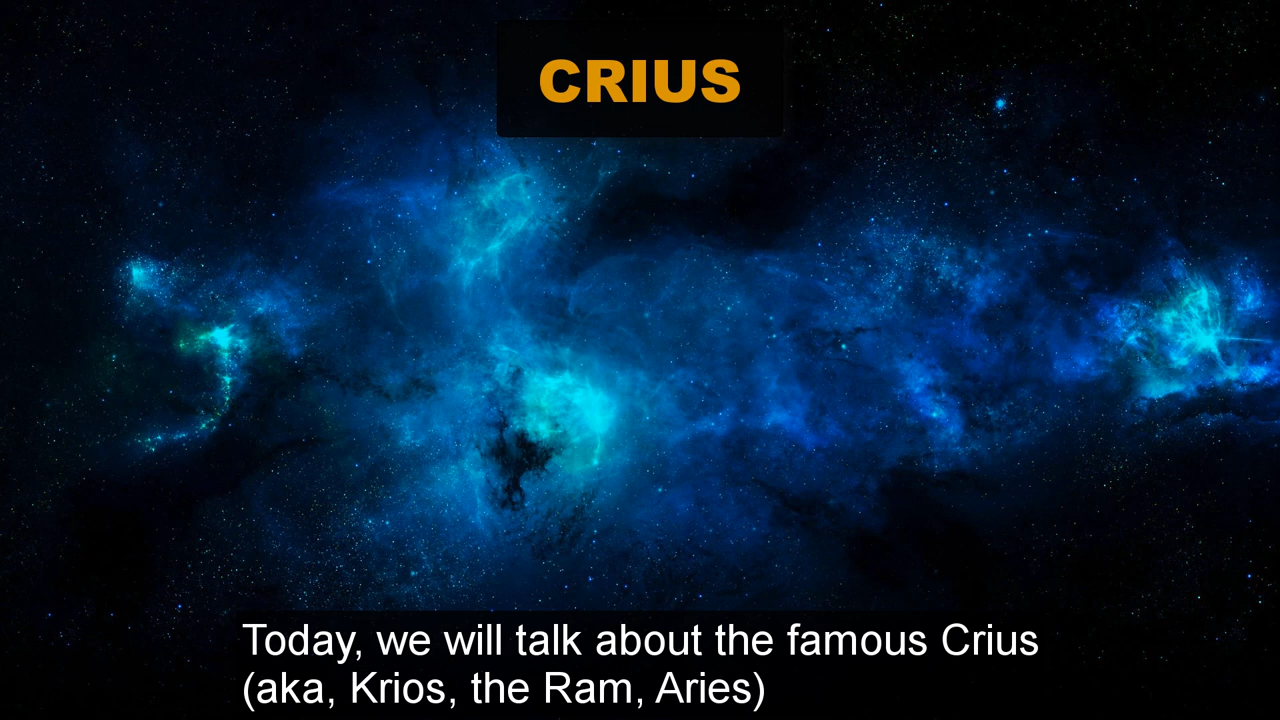 CRIUS
Today, we will talk about the famous Crius
(aka, Krios, the Ram, Aries)